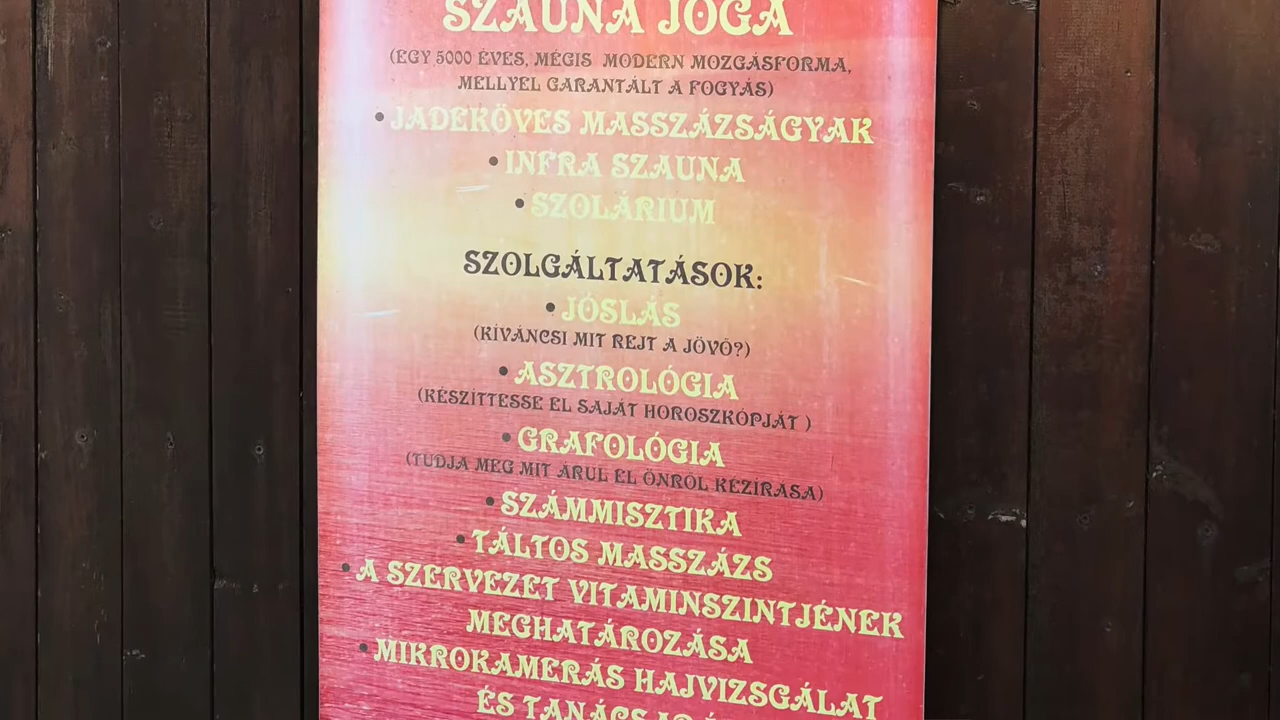 SZAUNA JÓGA
(EGY 5000 ÉVES, MÉGIS MODERN MOZGÁSFORMA,
MELLYEL GARANTÁLT A FOGYÁS)
• JADEKÖVES MASSZÁZSÁGYAK
• INFRA SZAUNA
• SZOLÁRIUM
SZOLGÁLTATÁSOK:
• JÓSLÁS
(KÍVÁNCSI MIT REJT A JÖVŐ?)
• ASZTROLÓGIA
(KÉSZÍTTESSE EL SAJÁT HOROSZKÓPJÁT )
• GRAFOLÓGIA
(TUDJA MEG MIT ÁRUL EL ÖNRŐL KÉZÍRÁSA)
• SZÁMMISZTIKA
• TÁLTOS MASSZÁZS
• A SZERVEZET VITAMINSZINTJÉNEK
MEGHATÁROZÁSA
• MIKROKAMERÁS HAJVIZSGÁLAT
ÉS